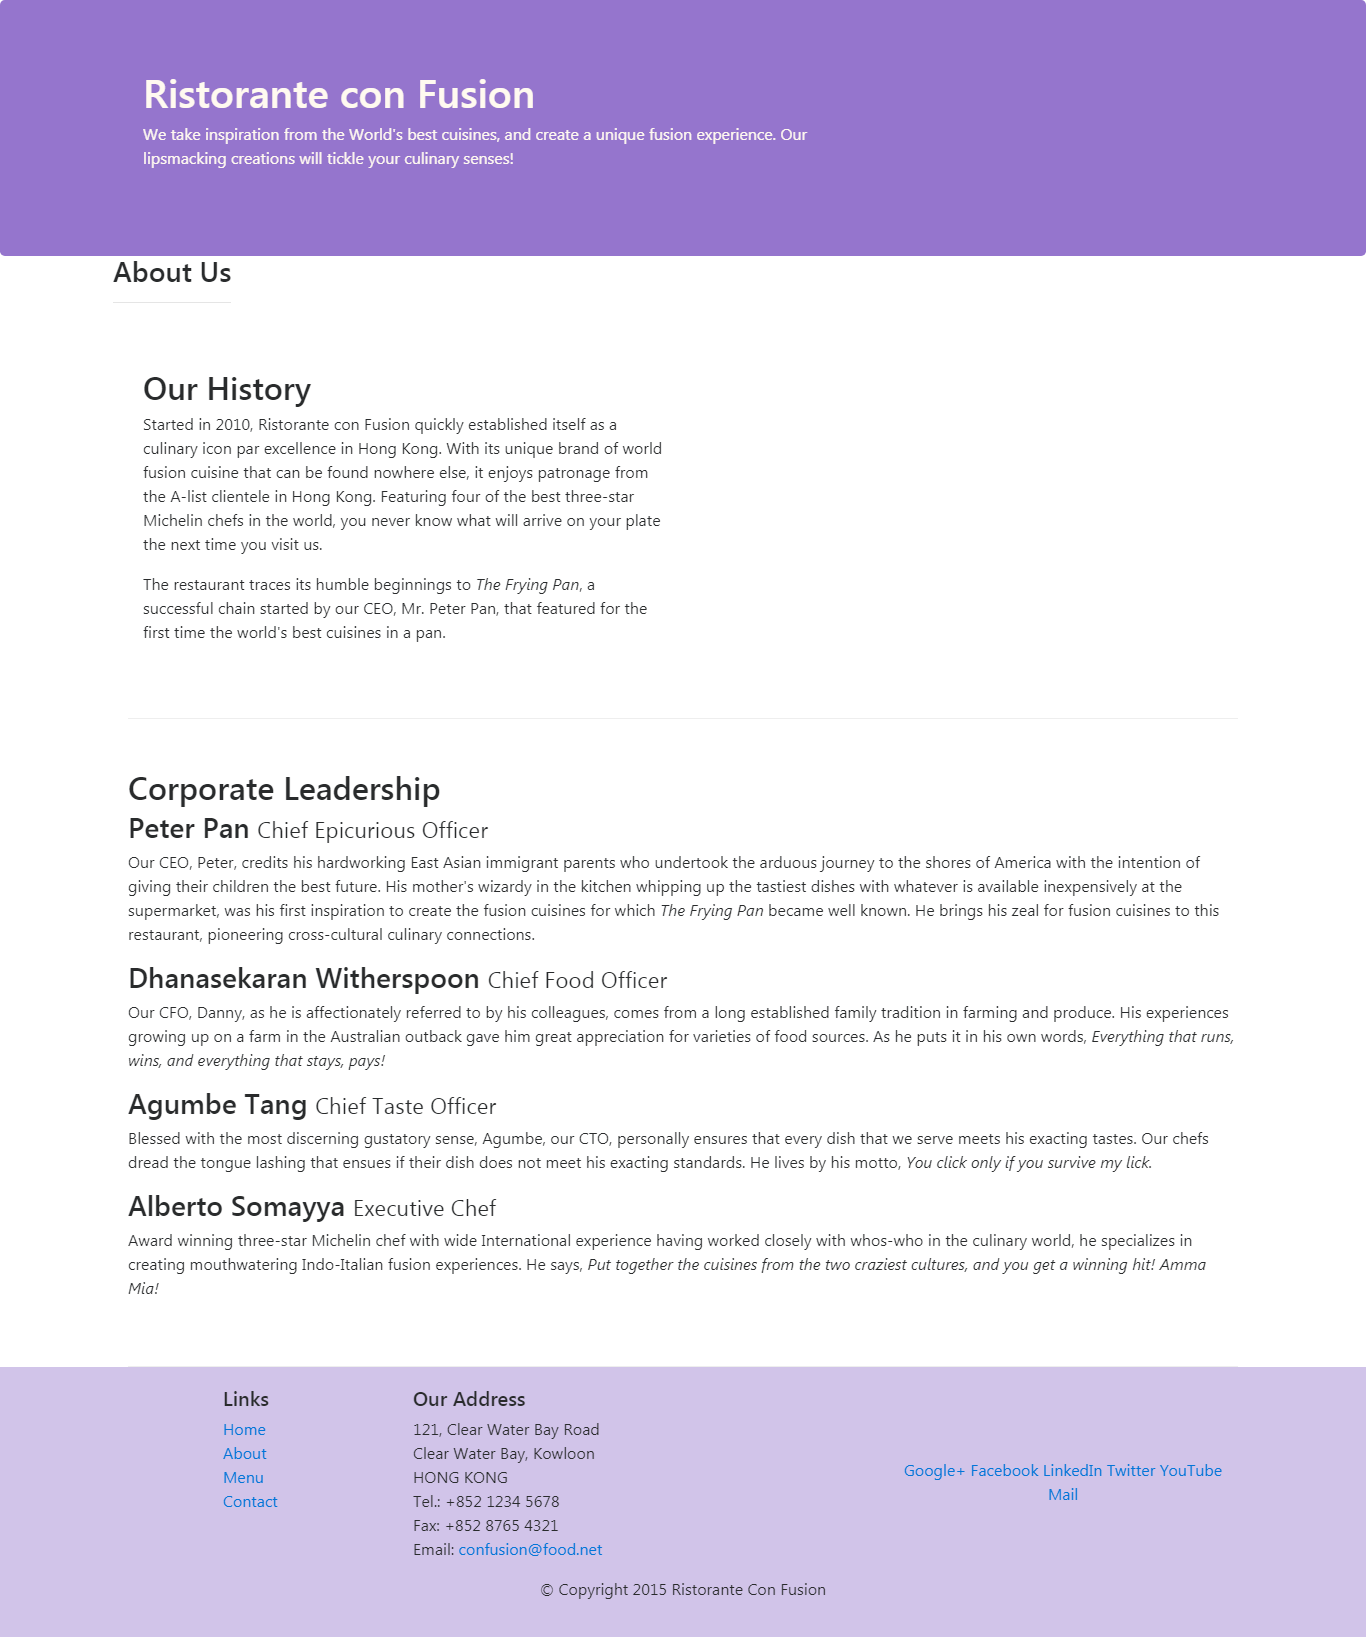 Ristorante con Fusion
We take inspiration from the World's best cuisines, and create a unique fusion experience. Our
lipsmacking creations will tickle your culinary senses!
About Us
Our History
Started in 2010, Ristorante con Fusion quickly established itself as a
culinary icon par excellence in Hong Kong. With its unique brand of world
fusion cuisine that can be found nowhere else, it enjoys patronage from
the A-list clientele in Hong Kong. Featuring four of the best three-star
Michelin chefs in the world, you never know what will arrive on your plate
the next time you visit us.
The restaurant traces its humble beginnings to The Frying Pan, a
successful chain started by our CEO, Mr. Peter Pan, that featured for the
first time the world's best cuisines in a pan.
Corporate Leadership
Peter Pan Chief Epicurious Officer
Our CEO, Peter, credits his hardworking East Asian immigrant parents who undertook the arduous journey to the shores of America with the intention of
giving their children the best future. His mother's wizardy in the kitchen whipping up the tastiest dishes with whatever is available inexpensively at the
supermarket, was his first inspiration to create the fusion cuisines for which The Frying Pan became well known. He brings his zeal for fusion cuisines to this
restaurant, pioneering cross-cultural culinary connections.
Dhanasekaran Witherspoon Chief Food Officer
Our CFO, Danny, as he is affectionately referred to by his colleagues, comes from a long established family tradition in farming and produce. His experiences
growing up on a farm in the Australian outback gave him great appreciation for varieties of food sources. As he puts it in his own words, Everything that runs,
wins, and everything that stays, pays!
Agumbe Tang Chief Taste Officer
Blessed with the most discerning gustatory sense, Agumbe, our CTO, personally ensures that every dish that we serve meets his exacting tastes. Our chefs
dread the tongue lashing that ensues if their dish does not meet his exacting standards. He lives by his motto, You click only if you survive my lick.
Alberto Somayya Executive Chef
Award winning three-star Michelin chef with wide International experience having worked closely with whos-who in the culinary world, he specializes in
creating mouthwatering Indo-Italian fusion experiences. He says, Put together the cuisines from the two craziest cultures, and you get a winning hit! Amma
Mia!
Links
Home
About
Menu
Contact
Our Address
121, Clear Water Bay Road
Clear Water Bay, Kowloon
HONG KONG
Tel.: +852 1234 5678
Fax: +852 8765 4321
Email: confusion@food.net
Google+ Facebook LinkedIn Twitter YouTube
Mail
© Copyright 2015 Ristorante Con Fusion